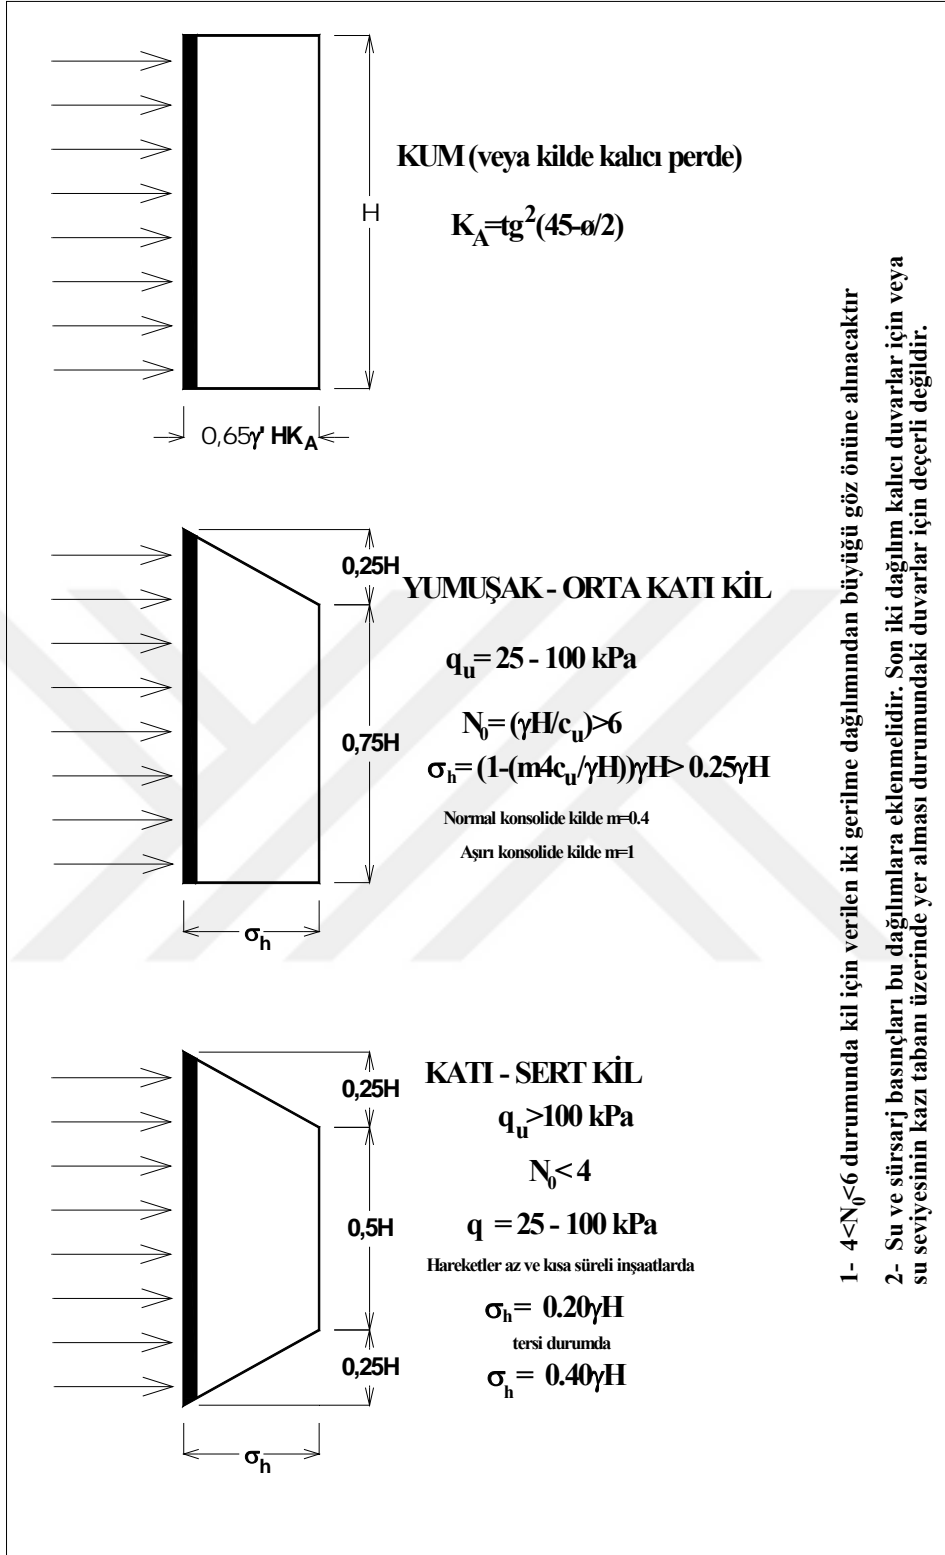 H
KUM (veya kilde kalıcı perde)
K_A=tg²(45-ø/2)
0,65γ' HK_A
0,25H
YUMUŞAK - ORTA KATI KİL
q_u= 25 - 100 kPa
N₀= (γH/c_u)>6
0,75H
σ_h= (1-(m4c_u/γH))γH> 0.25γH
Normal konsolide kilde m=0.4
Aşırı konsolide kilde m=1
σ_h
0,25H
KATI - SERT KİL
q_u>100 kPa
N₀< 4
0,5H
q = 25 - 100 kPa
Hareketler az ve kısa süreli inşaatlarda
σ_h= 0.20γH
tersi durumda
0,25H
σ_h= 0.40γH
σ_h
1- 4<N₀<6 durumunda kil için verilen iki gerilme dağılımından büyüğü göz önüne alınacaktır
2- Su ve sürsarj basınçları bu dağılımlara eklenmelidir. Son iki dağılım kalıcı duvarlar için veya
su seviyesinin kazı tabanı üzerinde yer alması durumundaki duvarlar için deçerli değildir.